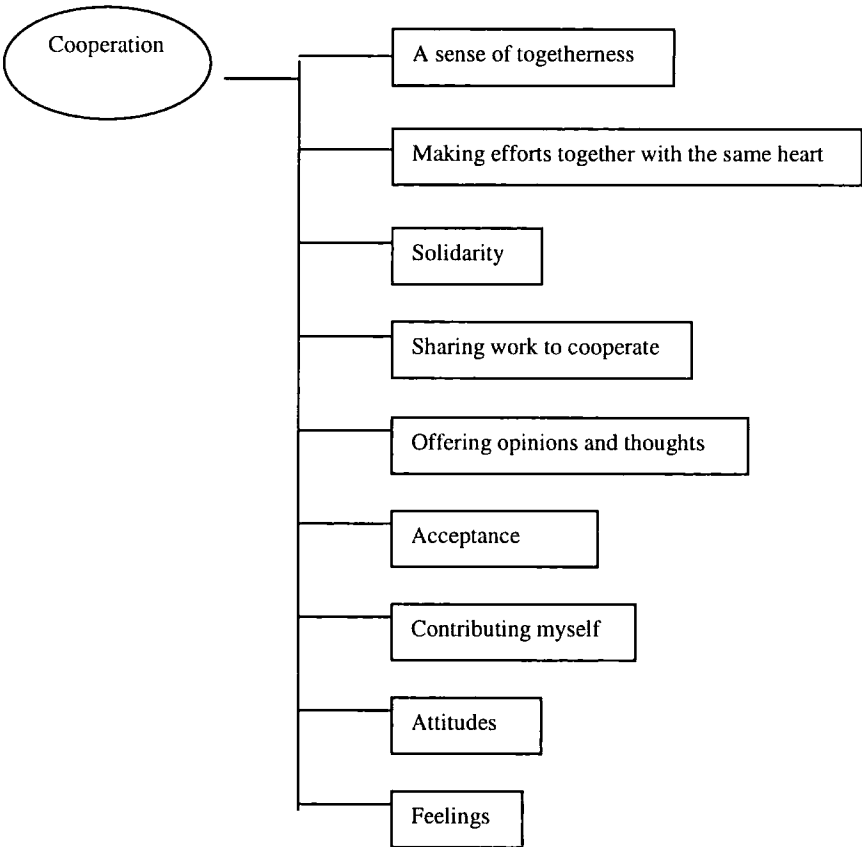 Cooperation
A sense of togetherness
Making efforts together with the same heart
Solidarity
Sharing work to cooperate
Offering opinions and thoughts
Acceptance
Contributing myself
Attitudes
Feelings